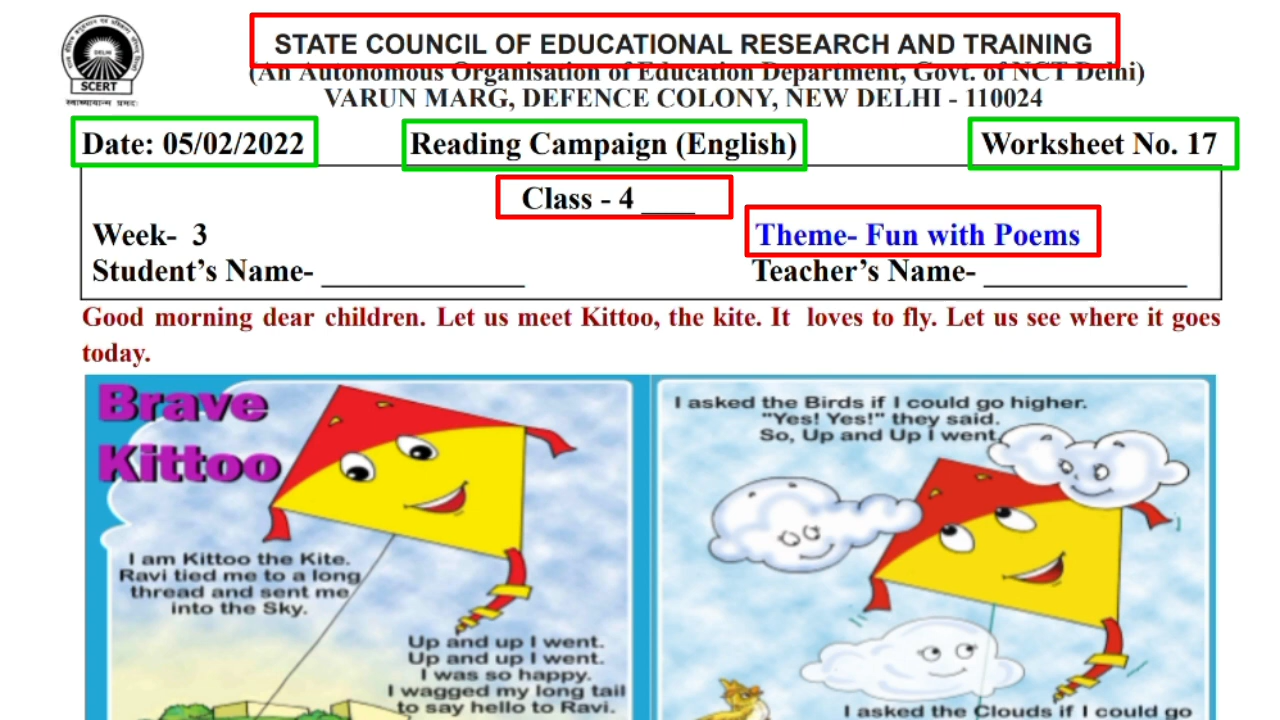 STATE COUNCIL OF EDUCATIONAL RESEARCH AND TRAINING
(An Autonomous Organisation of Education Department, Govt. of NCT Delhi)
VARUN MARG, DEFENCE COLONY, NEW DELHI - 110024
DELHI
SCERT
Date: 05/02/2022 Reading Campaign (English) Worksheet No. 17
Class - 4 ____
Week- 3 Theme- Fun with Poems
Student’s Name- _____________ Teacher’s Name- _____________
Good morning dear children. Let us meet Kittoo, the kite. It loves to fly. Let us see where it goes
today.
Brave
Kittoo
I am Kittoo the Kite.
Ravi tied me to a long
thread and sent me
into the Sky.
Up and up I went.
Up and up I went.
I was so happy.
I wagged my long tail
to say hello to Ravi.
I asked the Birds if I could go higher.
"Yes! Yes!" they said.
So, Up and Up I went.
I asked the Clouds if I could go